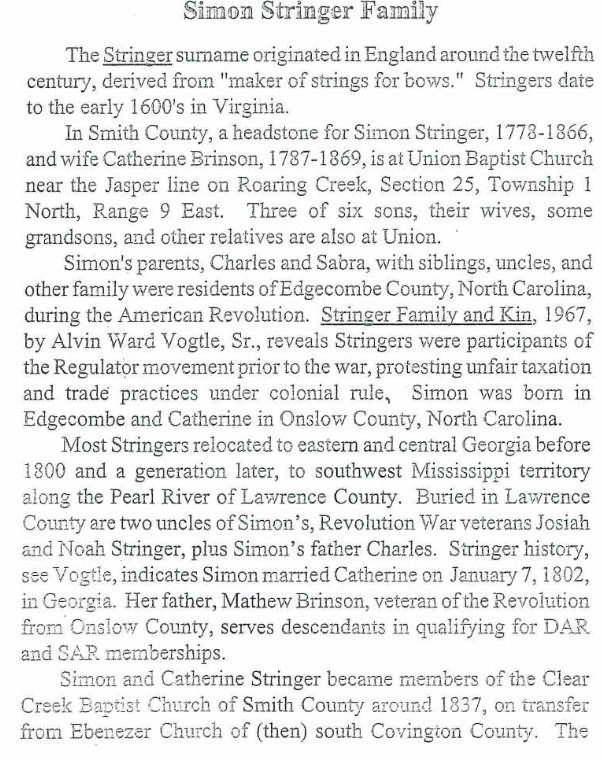 Simon Stringer Family
The Stringer surname originated in England around the twelfth
century, derived from "maker of strings for bows." Stringers date
to the early 1600's in Virginia.
In Smith County, a headstone for Simon Stringer, 1778-1866,
and wife Catherine Brinson, 1787-1869, is at Union Baptist Church
near the Jasper line on Roaring Creek, Section 25, Township 1
North, Range 9 East. Three of six sons, their wives, some
grandsons, and other relatives are also at Union.
Simon's parents, Charles and Sabra, with siblings, uncles, and
other family were residents of Edgecombe County, North Carolina,
during the American Revolution. Stringer Family and Kin, 1967,
by Alvin Ward Vogtle, Sr., reveals Stringers were participants of
the Regulator movement prior to the war, protesting unfair taxation
and trade practices under colonial rule, Simon was born in
Edgecombe and Catherine in Onslow County, North Carolina.
Most Stringers relocated to eastern and central Georgia before
1800 and a generation later, to southwest Mississippi territory
along the Pearl River of Lawrence County. Buried in Lawrence
County are two uncles of Simon's, Revolution War veterans Josiah
and Noah Stringer, plus Simon's father Charles. Stringer history,
see Vogtle, indicates Simon married Catherine on January 7, 1802,
in Georgia. Her father, Mathew Brinson, veteran of the Revolution
from Onslow County, serves descendants in qualifying for DAR
and SAR memberships.
Simon and Catherine Stringer became members of the Clear
Creek Baptist Church of Smith County around 1837, on transfer
from Ebenezer Church of (then) south Covington County. The